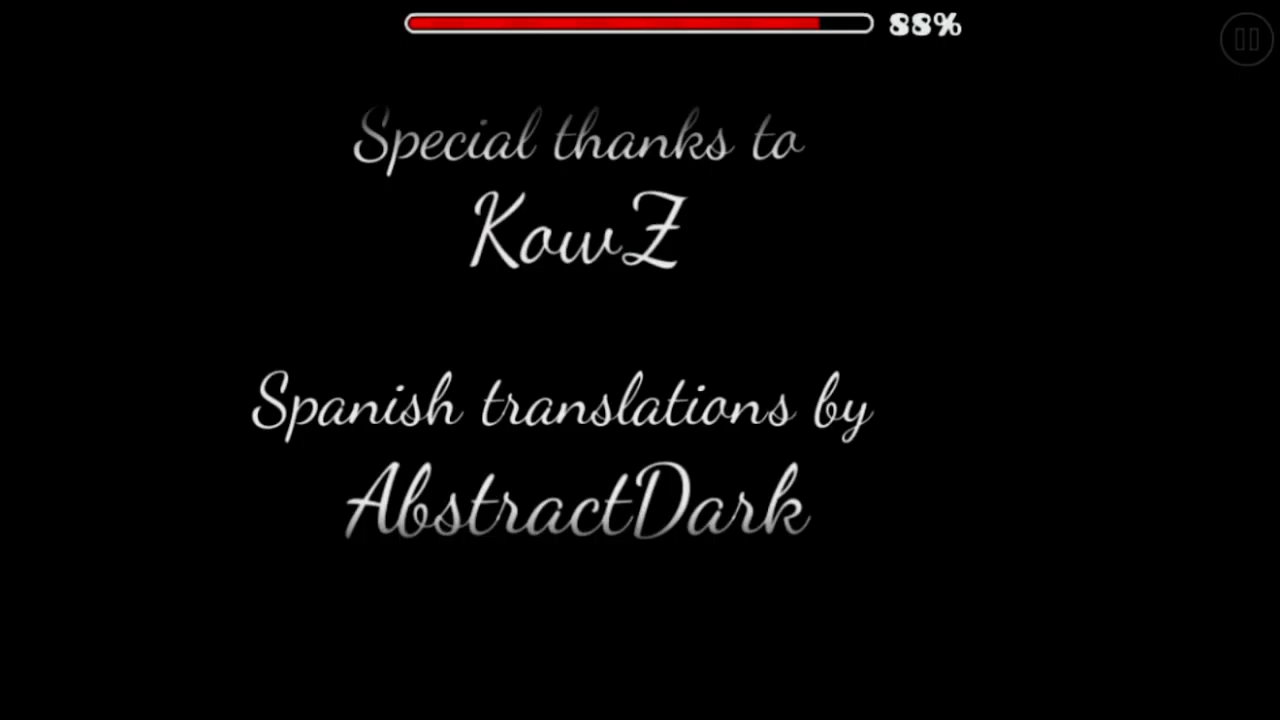 88%
Special thanks to
KowZ
Spanish translations by
AbstractDark